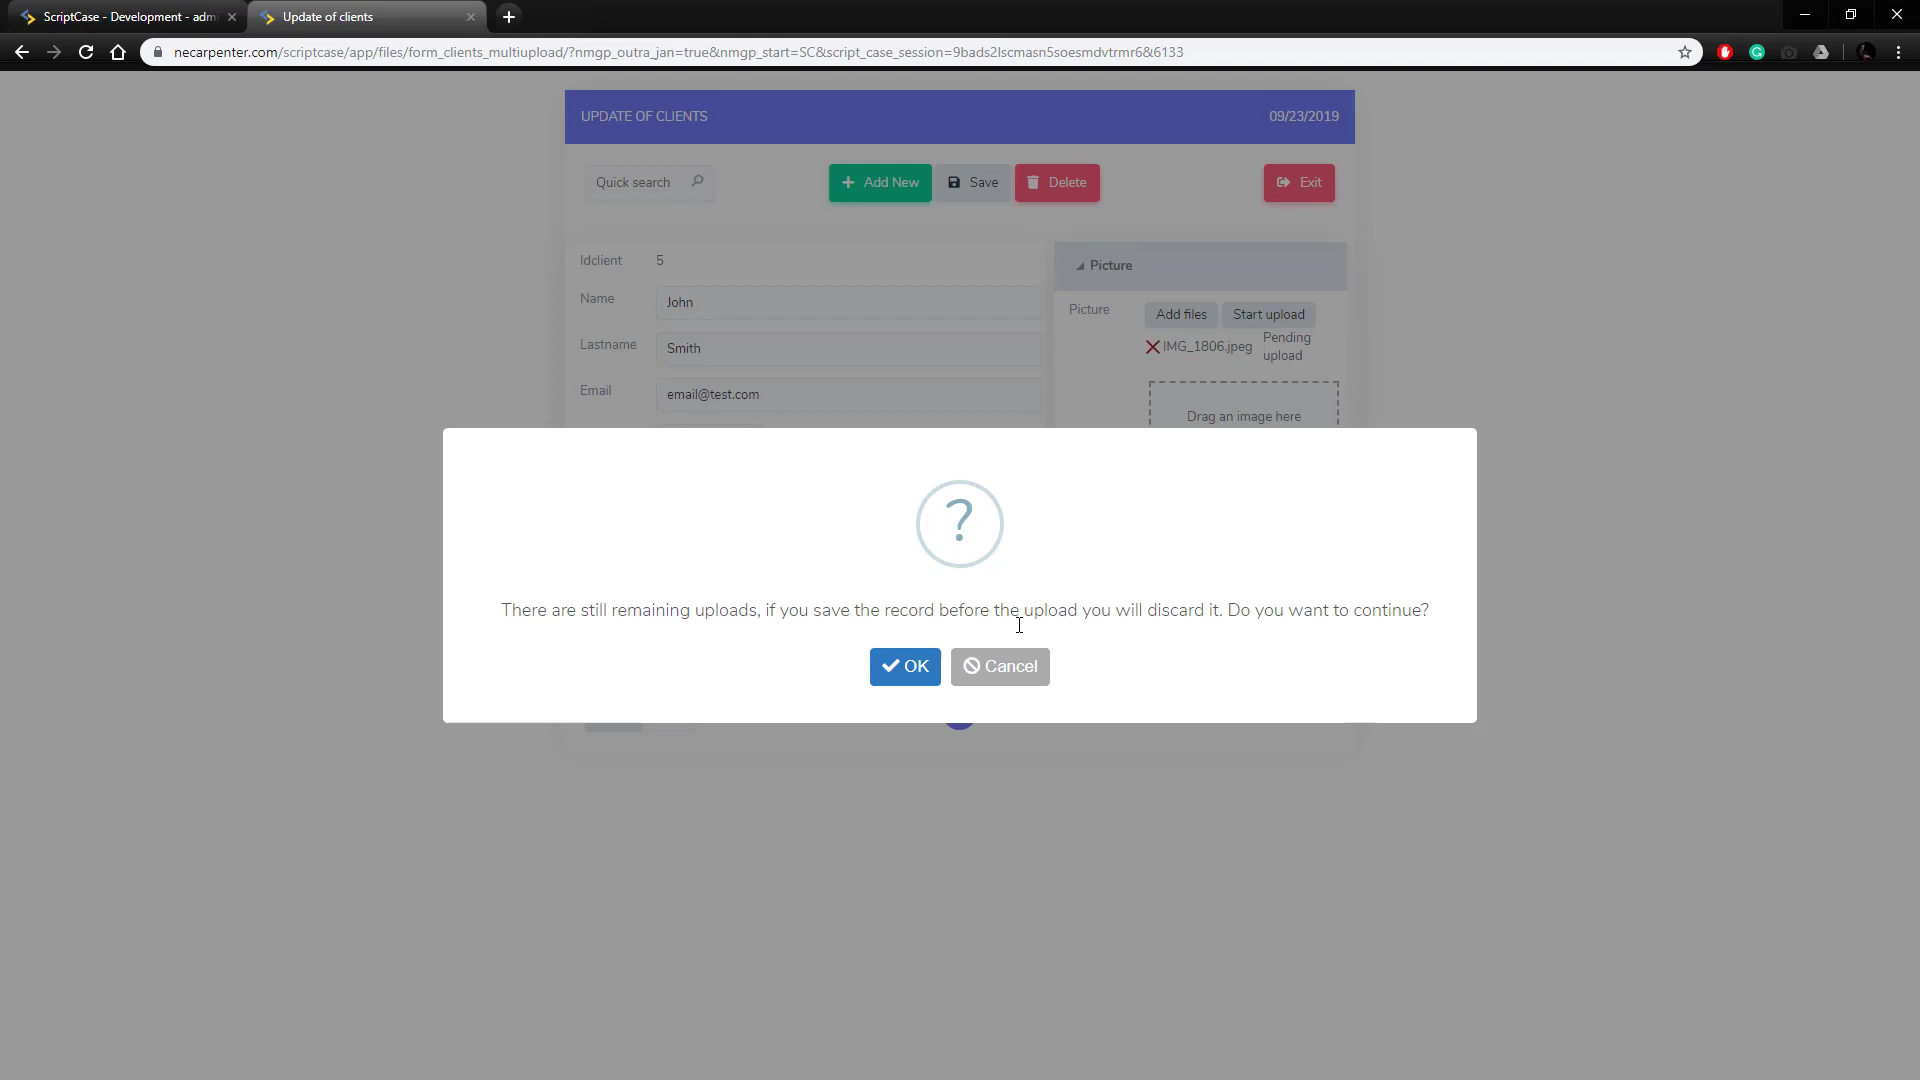 ScriptCase - Development - adm
Update of clients
necarpenter.com/scriptcase/app/files/form_clients_multiupload/?nmgp_outra_jan=true&nmgp_start=SC&script_case_session=9bads2lscmasn5soesmdvtrmr6&6133
UPDATE OF CLIENTS
09/23/2019
Quick search
Add New
Save
Delete
Exit
Idclient 5
Name John
Lastname Smith
Email email@test.com
Picture
Picture
Add files
Start upload
IMG_1806.jpeg
Pending
upload
Drag an image here
?
There are still remaining uploads, if you save the record before the upload you will discard it. Do you want to continue?
OK
Cancel